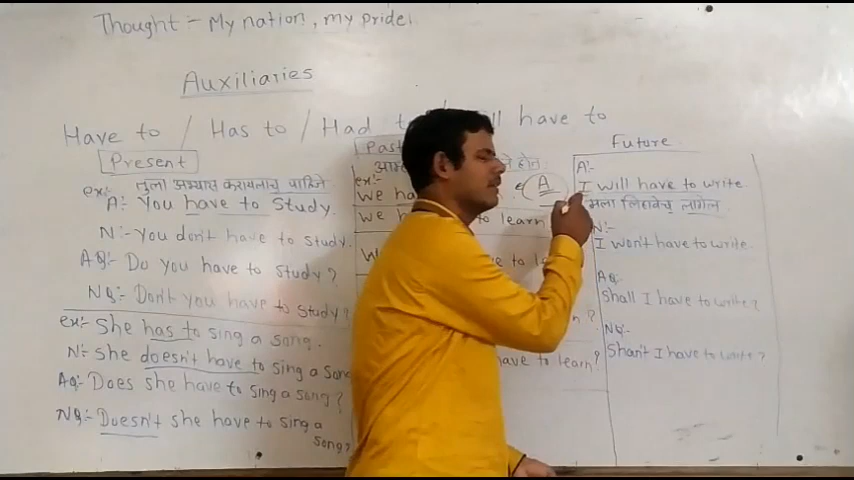 Thought :- My nation, my pride!
Auxiliaries
Have to / Has to / Had have to
Present
ex:- तुला अभ्यास करायलाच पाहिजे
A:- You have to study.
N:- You don't have to study.
AQ:- Do you have to study?
NQ:- Don't you have to study?
ex:- She has to sing a song.
N:- She doesn't have to sing a song
AQ:- Does she have to sing a song?
NQ:- Doesn't she have to sing a
song?
Past
होते
ex:-
We
A
We to learn
to
?
have to learn?
Future
A:-
I will have to write
मला लिहावेच लागेल
N:-
I won't have to write.
AQ:-
Shall I have to write?
NQ:-
Shan't I have to write?